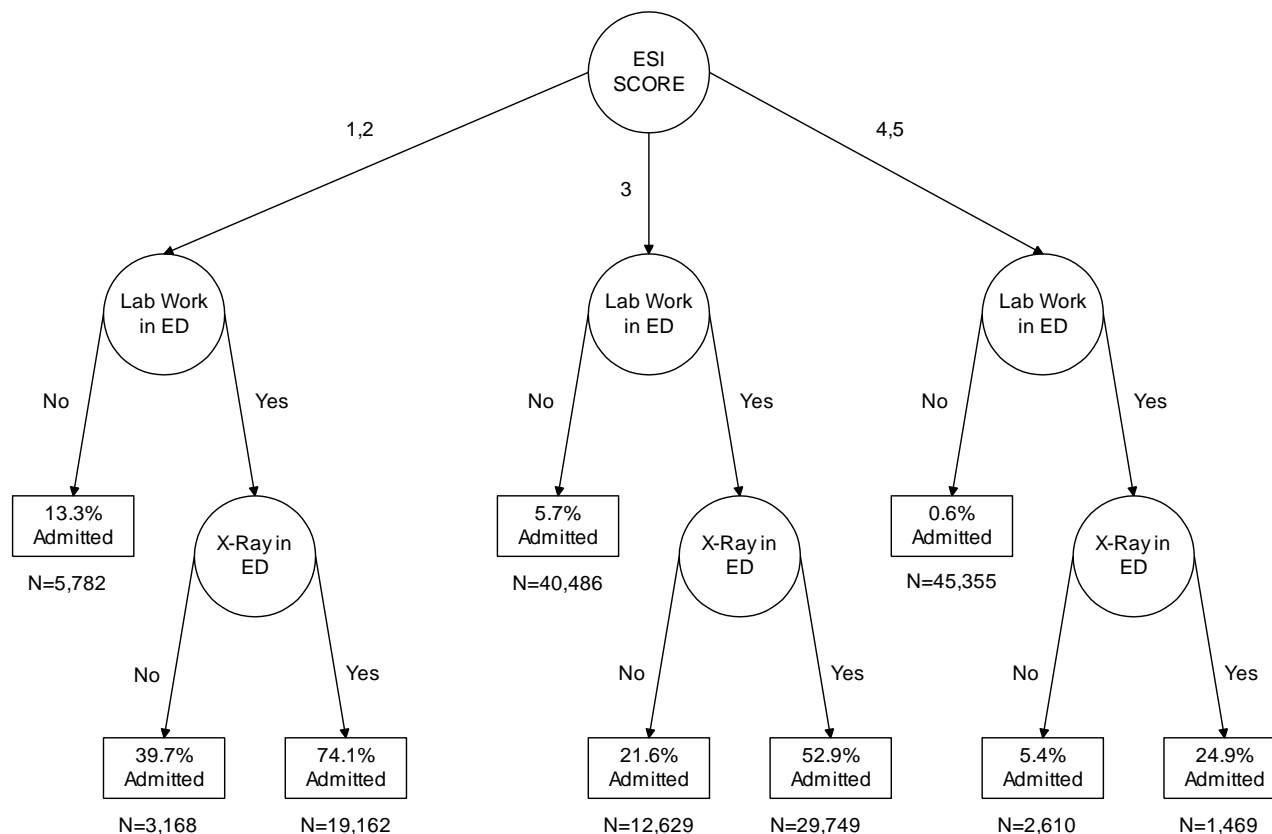 ESI
SCORE
1,2
3
4,5
Lab Work
in ED
Lab Work
in ED
Lab Work
in ED
No
Yes
No
Yes
No
Yes
13.3%
Admitted
N=5,782
X-Ray in
ED
5.7%
Admitted
N=40,486
X-Ray in
ED
0.6%
Admitted
N=45,355
X-Ray in
ED
No
Yes
No
Yes
No
Yes
39.7%
Admitted
N=3,168
74.1%
Admitted
N=19,162
21.6%
Admitted
N=12,629
52.9%
Admitted
N=29,749
5.4%
Admitted
N=2,610
24.9%
Admitted
N=1,469